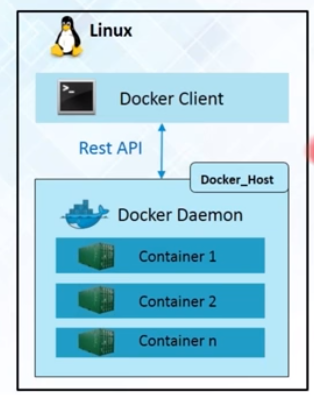 Linux
>_
Docker Client
Rest API
Docker_Host
Docker Daemon
Container 1
Container 2
Container n